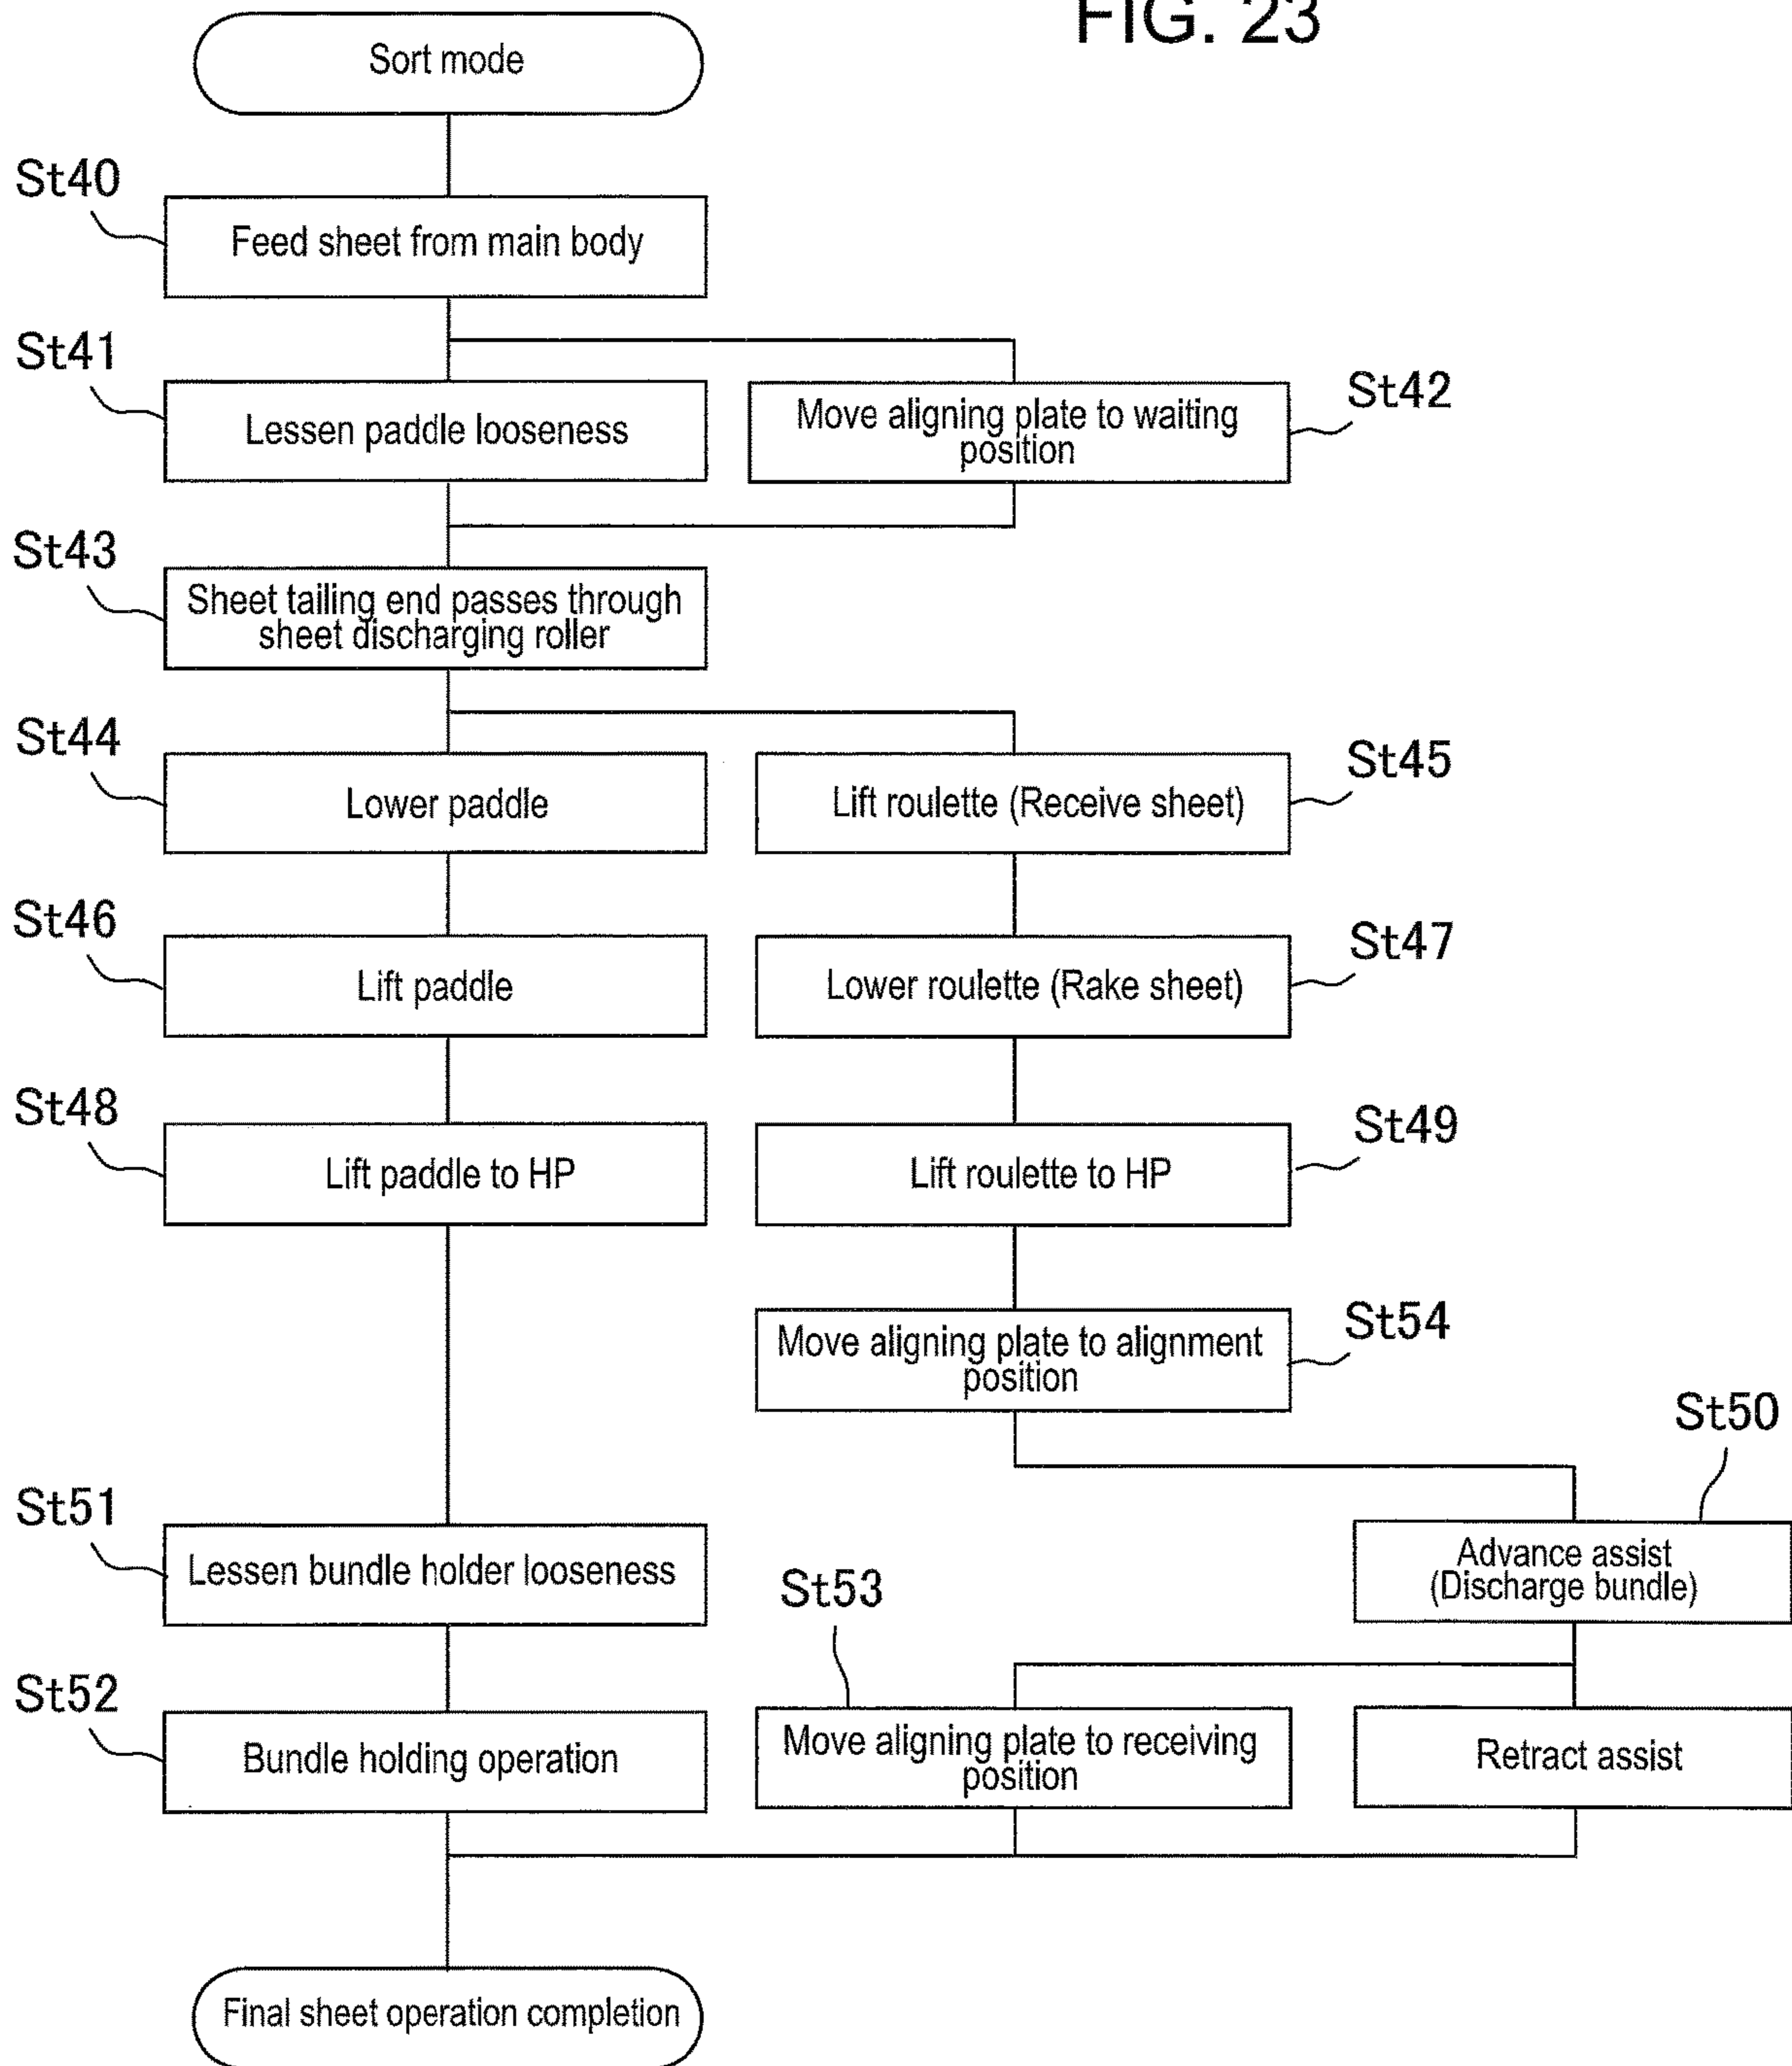 FIG. 23
Sort mode
St40
Feed sheet from main body
St41
Lessen paddle looseness
Move aligning plate to waiting
position
St42
St43
Sheet tailing end passes through
sheet discharging roller
St44
Lower paddle
Lift roulette (Receive sheet)
St45
St46
Lift paddle
Lower roulette (Rake sheet)
St47
St48
Lift paddle to HP
Lift roulette to HP
St49
Move aligning plate to alignment
position
St54
St50
St51
Lessen bundle holder looseness
Advance assist
(Discharge bundle)
St53
St52
Bundle holding operation
Move aligning plate to receiving
position
Retract assist
Final sheet operation completion